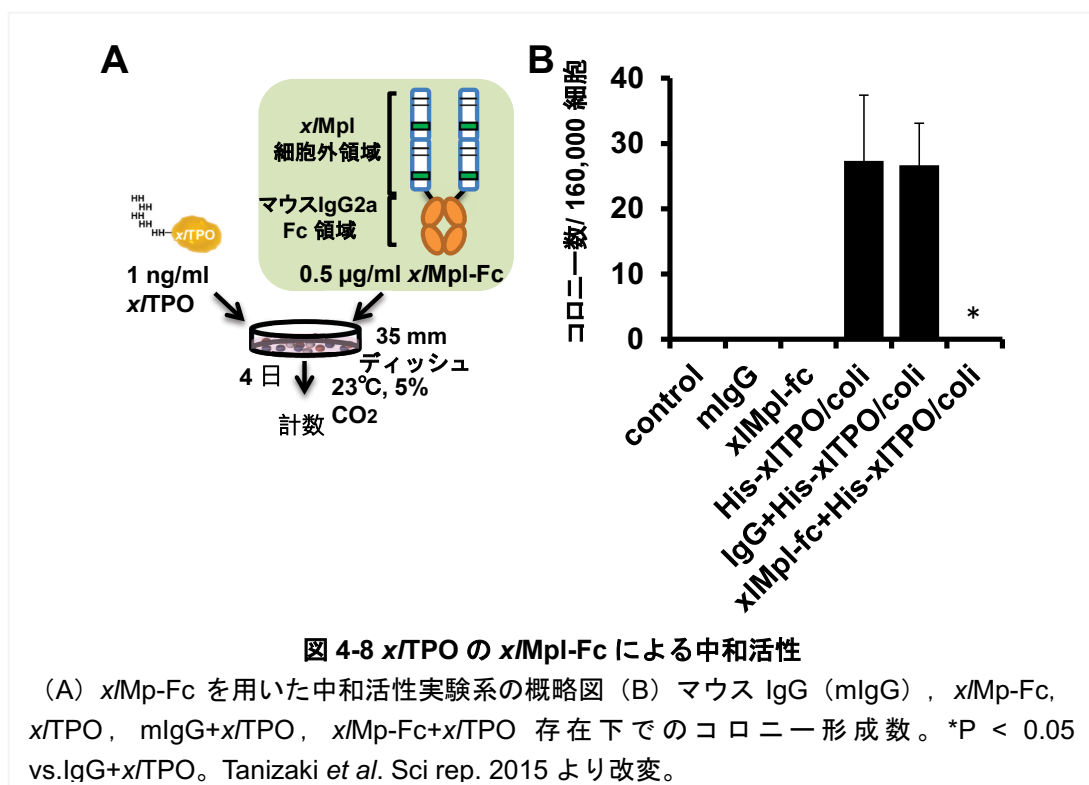 A
xlMpl
細胞外領域
マウスIgG2a
Fc 領域
HH
HH
HH
HH
HH
xlTPO
1 ng/ml
xlTPO
0.5 µg/ml xlMpl-Fc
35 mm
ディッシュ
4 日
23℃, 5%
CO2
計数
B
コロニー数/ 160,000 細胞
40
30
20
10
0
*
control
mIgG
xlMpl-fc
His-xlTPO/coli
IgG+His-xlTPO/coli
xlMpl-fc+His-xlTPO/coli
図 4-8 xlTPO の xlMpl-Fc による中和活性
(A) xlMp-Fc を用いた中和活性実験系の概略図 (B) マウス IgG (mIgG) , xlMp-Fc,
xlTPO , mIgG+xlTPO , xlMp-Fc+xlTPO 存在下でのコロニー形成数。*P < 0.05
vs.IgG+xlTPO。Tanizaki et al. Sci rep. 2015 より改変。